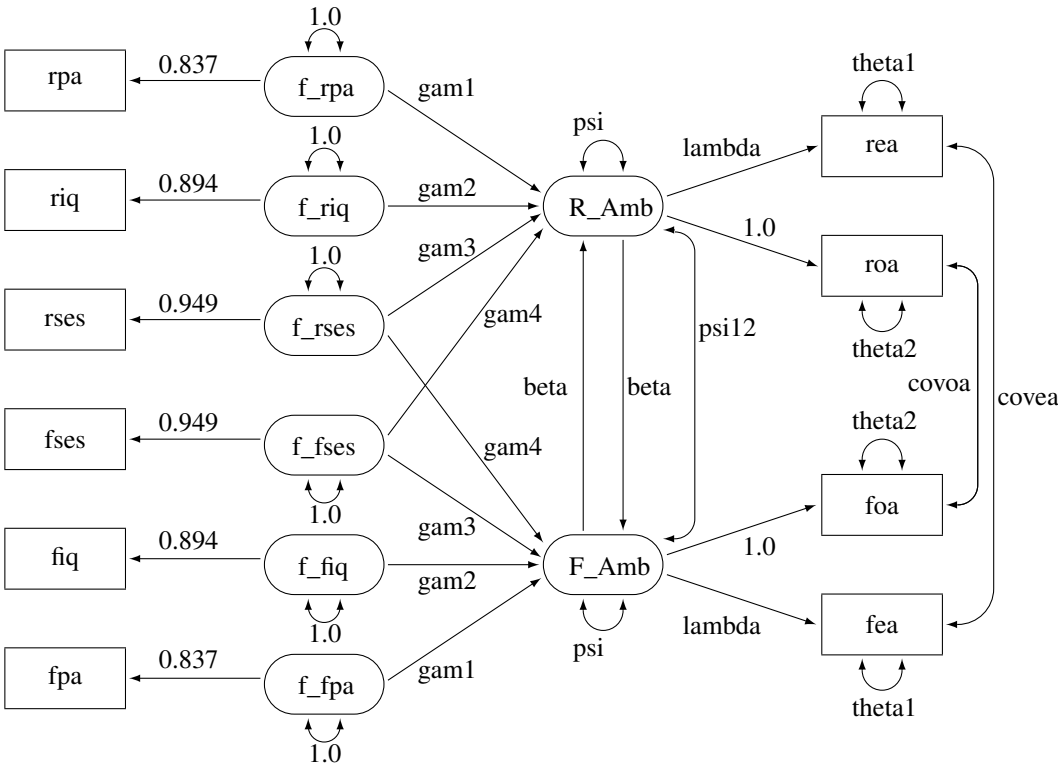 1.0
rpa
0.837
f_rpa
gam1
theta1
rea
1.0
psi
lambda
riq
0.894
f_riq
gam2
R_Amb
1.0
1.0
roa
rses
0.949
f_rses
gam3
gam4
psi12
theta2
covoa
covea
beta
beta
fses
0.949
f_fses
gam4
theta2
foa
1.0
gam3
1.0
fiq
0.894
f_fiq
gam2
F_Amb
1.0
psi
lambda
fea
fpa
0.837
f_fpa
gam1
theta1
1.0